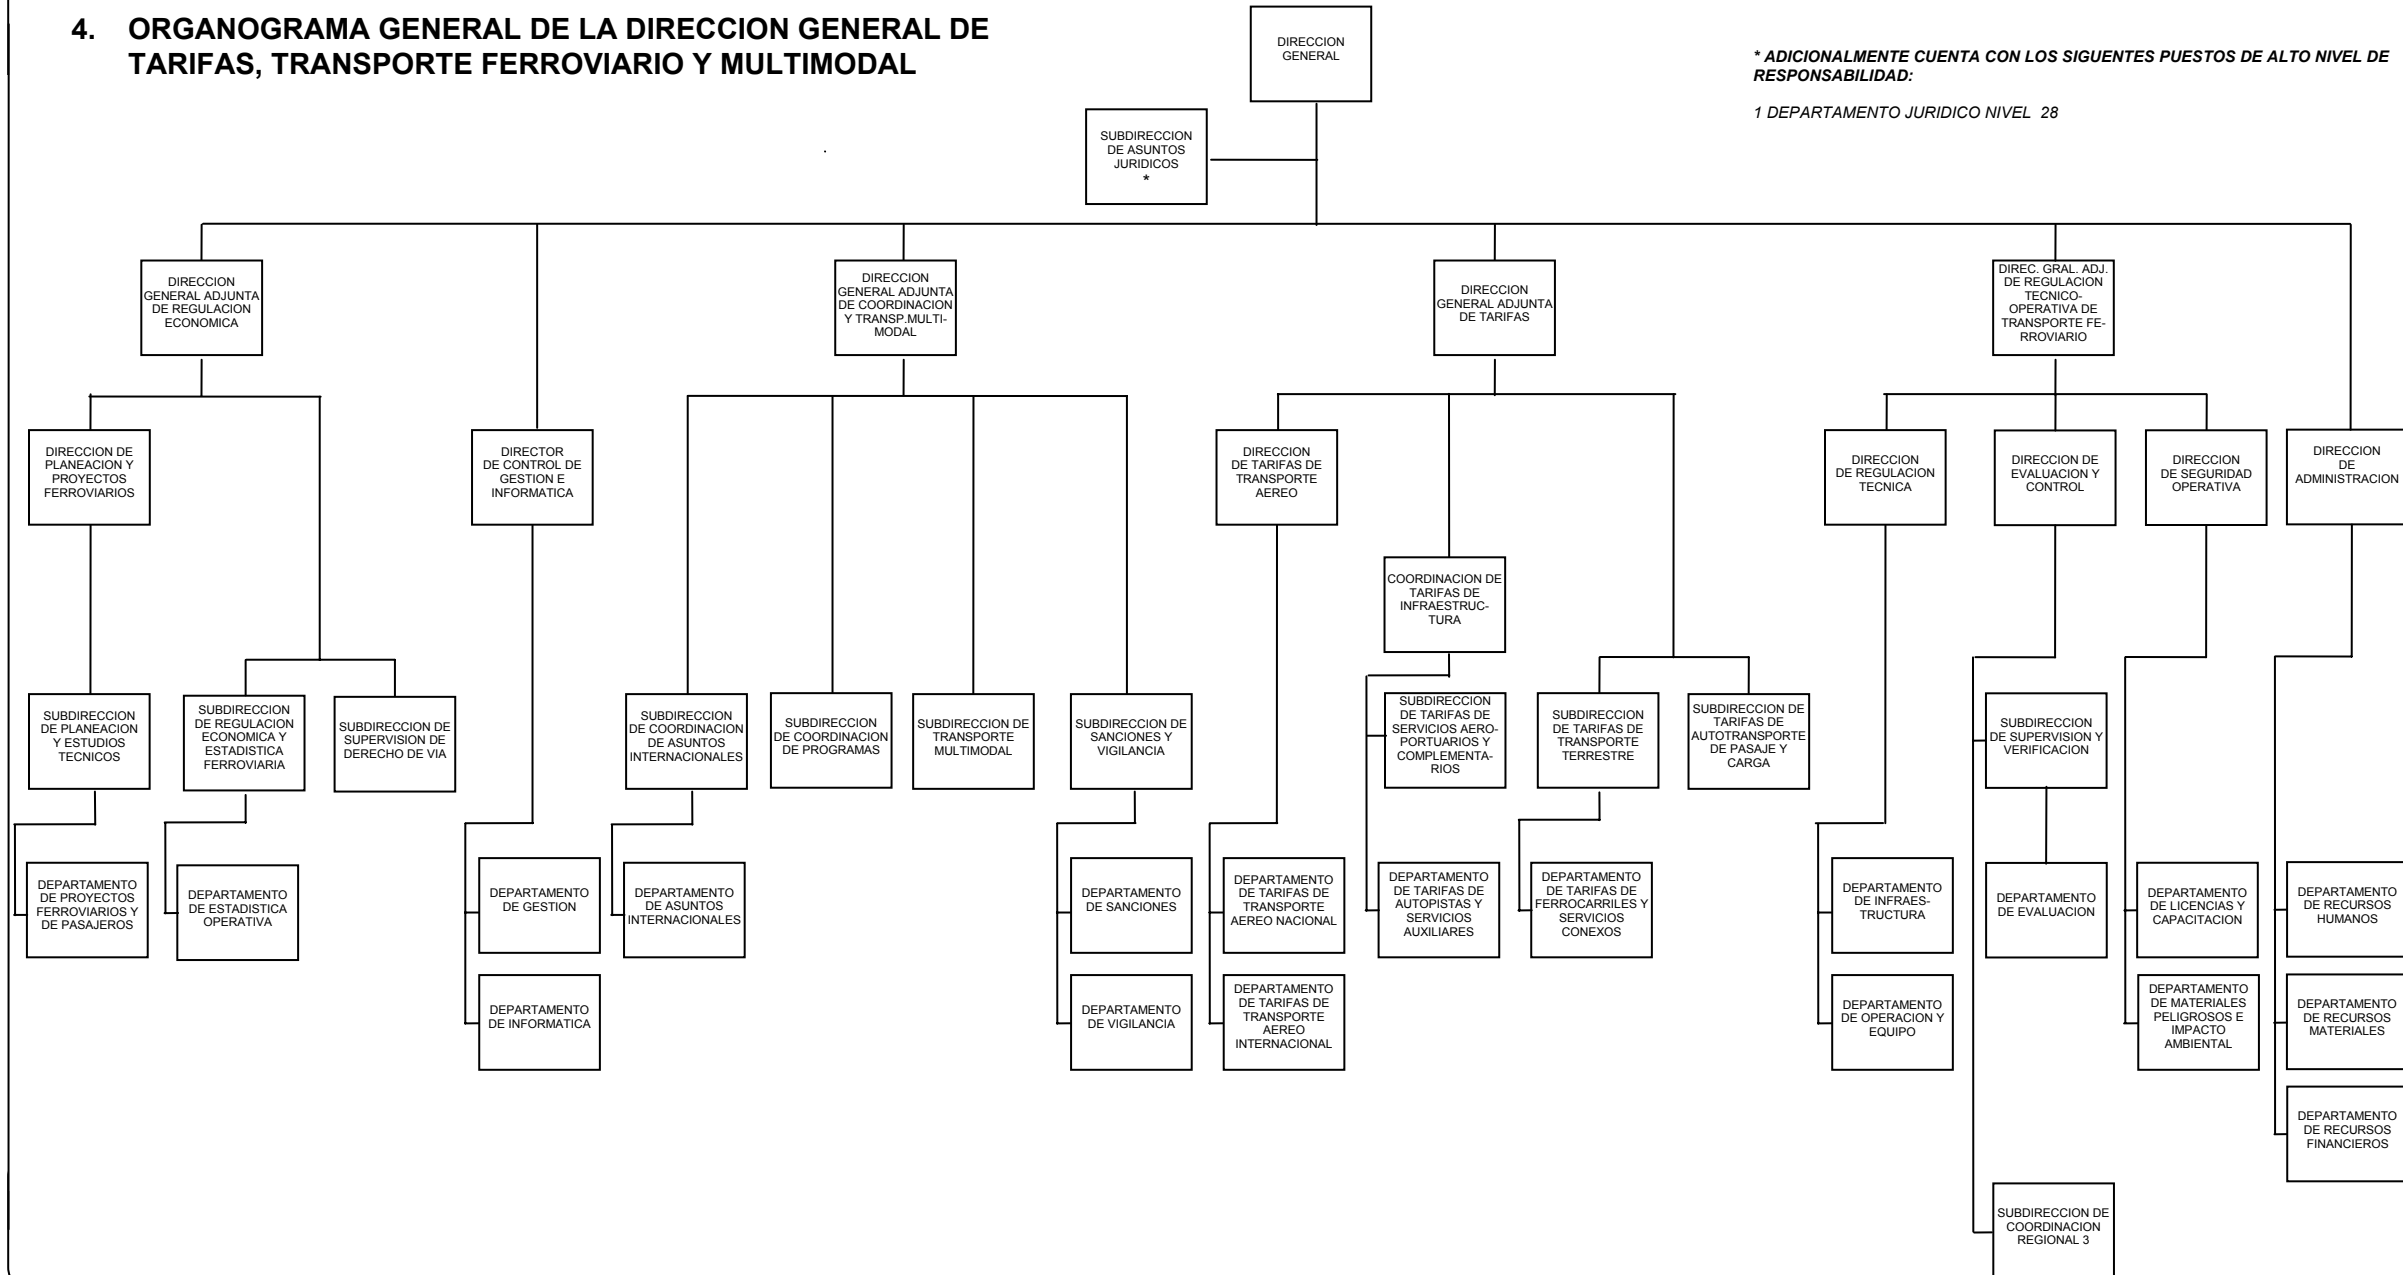 4. ORGANOGRAMA GENERAL DE LA DIRECCION GENERAL DE
TARIFAS, TRANSPORTE FERROVIARIO Y MULTIMODAL
DIRECCION
GENERAL
* ADICIONALMENTE CUENTA CON LOS SIGUENTES PUESTOS DE ALTO NIVEL DE
RESPONSABILIDAD:
1 DEPARTAMENTO JURIDICO NIVEL 28
SUBDIRECCION
DE ASUNTOS
JURIDICOS
*
DIRECCION
GENERAL ADJUNTA
DE REGULACION
ECONOMICA
DIRECCION
GENERAL ADJUNTA
DE COORDINACION
Y TRANSP.MULTI-
MODAL
DIRECCION
GENERAL ADJUNTA
DE TARIFAS
DIREC. GRAL. ADJ.
DE REGULACION
TECNICO-
OPERATIVA DE
TRANSPORTE FE-
RROVIARIO
DIRECCION DE
PLANEACION Y
PROYECTOS
FERROVIARIOS
DIRECTOR
DE CONTROL DE
GESTION E
INFORMATICA
DIRECCION
DE TARIFAS DE
TRANSPORTE
AEREO
DIRECCION
DE REGULACION
TECNICA
DIRECCION DE
EVALUACION Y
CONTROL
DIRECCION
DE SEGURIDAD
OPERATIVA
DIRECCION
DE
ADMINISTRACION
COORDINACION DE
TARIFAS DE
INFRAESTRUC-
TURA
SUBDIRECCION
DE PLANEACION
Y ESTUDIOS
TECNICOS
SUBDIRECCION
DE REGULACION
ECONOMICA Y
ESTADISTICA
FERROVIARIA
SUBDIRECCION DE
SUPERVISION DE
DERECHO DE VIA
SUBDIRECCION
DE COORDINACION
DE ASUNTOS
INTERNACIONALES
SUBDIRECCION
DE COORDINACION
DE PROGRAMAS
SUBDIRECCION DE
TRANSPORTE
MULTIMODAL
SUBDIRECCION DE
SANCIONES Y
VIGILANCIA
SUBDIRECCION
DE TARIFAS DE
SERVICIOS AERO-
PORTUARIOS Y
COMPLEMENTA-
RIOS
SUBDIRECCION
DE TARIFAS DE
TRANSPORTE
TERRESTRE
SUBDIRECCION DE
TARIFAS DE
AUTOTRANSPORTE
DE PASAJE Y
CARGA
SUBDIRECCION
DE SUPERVISION Y
VERIFICACION
DEPARTAMENTO
DE PROYECTOS
FERROVIARIOS Y
DE PASAJEROS
DEPARTAMENTO
DE ESTADISTICA
OPERATIVA
DEPARTAMENTO
DE GESTION
DEPARTAMENTO
DE ASUNTOS
INTERNACIONALES
DEPARTAMENTO
DE SANCIONES
DEPARTAMENTO
DE TARIFAS DE
TRANSPORTE
AEREO NACIONAL
DEPARTAMENTO
DE TARIFAS DE
AUTOPISTAS Y
SERVICIOS
AUXILIARES
DEPARTAMENTO
DE TARIFAS DE
FERROCARRILES Y
SERVICIOS
CONEXOS
DEPARTAMENTO
DE INFRAES-
TRUCTURA
DEPARTAMENTO
DE EVALUACION
DEPARTAMENTO
DE LICENCIAS Y
CAPACITACION
DEPARTAMENTO
DE RECURSOS
HUMANOS
DEPARTAMENTO
DE INFORMATICA
DEPARTAMENTO
DE VIGILANCIA
DEPARTAMENTO
DE TARIFAS DE
TRANSPORTE
AEREO
INTERNACIONAL
DEPARTAMENTO
DE OPERACION Y
EQUIPO
DEPARTAMENTO
DE MATERIALES
PELIGROSOS E
IMPACTO
AMBIENTAL
DEPARTAMENTO
DE RECURSOS
MATERIALES
DEPARTAMENTO
DE RECURSOS
FINANCIEROS
SUBDIRECCION DE
COORDINACION
REGIONAL 3